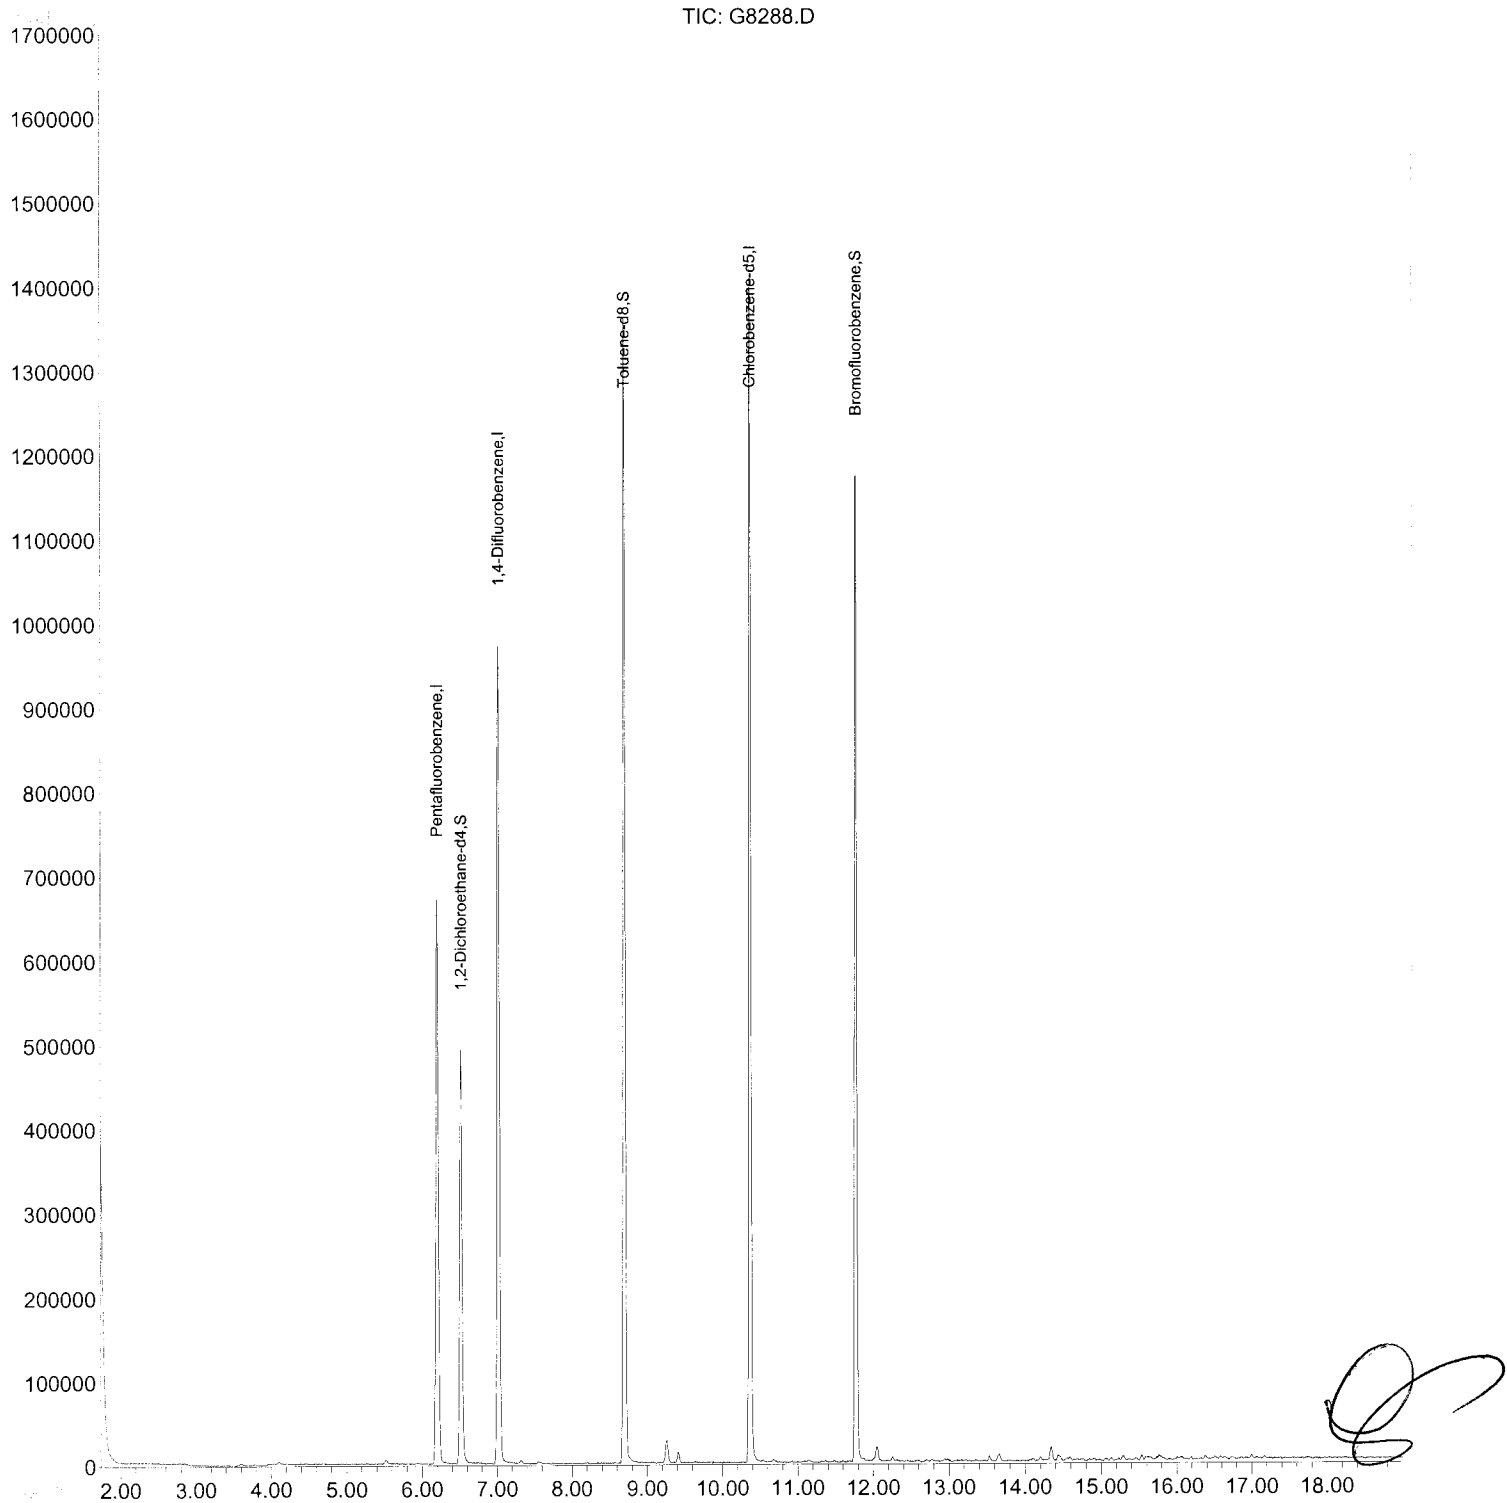 TIC: G8288.D
1700000
1600000
1500000
1400000
1300000
1200000
1100000
1000000
900000
800000
700000
600000
500000
400000
300000
200000
100000
0
Pentafluorobenzene,I
1,2-Dichloroethane-d4,S
1,4-Difluorobenzene,I
Toluene-d8,S
Chlorobenzene-d5,I
Bromofluorobenzene,S
2.00 3.00 4.00 5.00 6.00 7.00 8.00 9.00 10.00 11.00 12.00 13.00 14.00 15.00 16.00 17.00 18.00